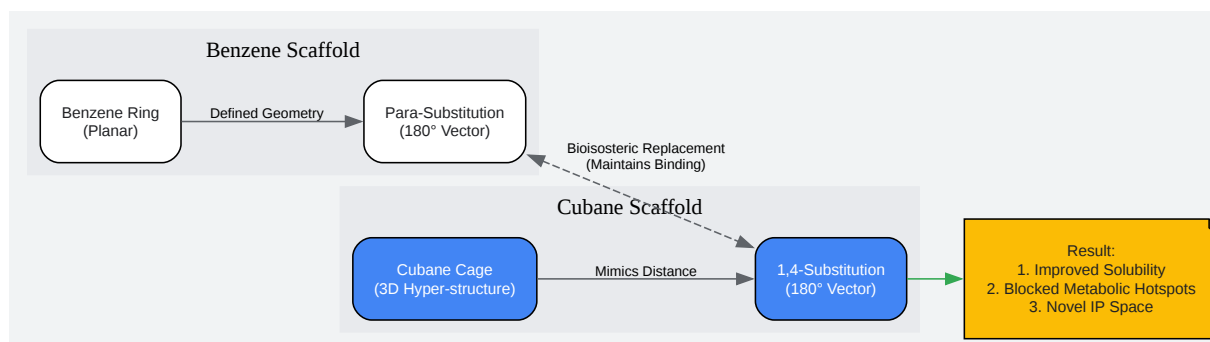 Benzene Scaffold
Benzene Ring
(Planar)
Defined Geometry
Para-Substitution
(180° Vector)
Bioisosteric Replacement
(Maintains Binding)
Cubane Scaffold
Cubane Cage
(3D Hyper-structure)
Mimics Distance
1,4-Substitution
(180° Vector)
Result:
1. Improved Solubility
2. Blocked Metabolic Hotspots
3. Novel IP Space